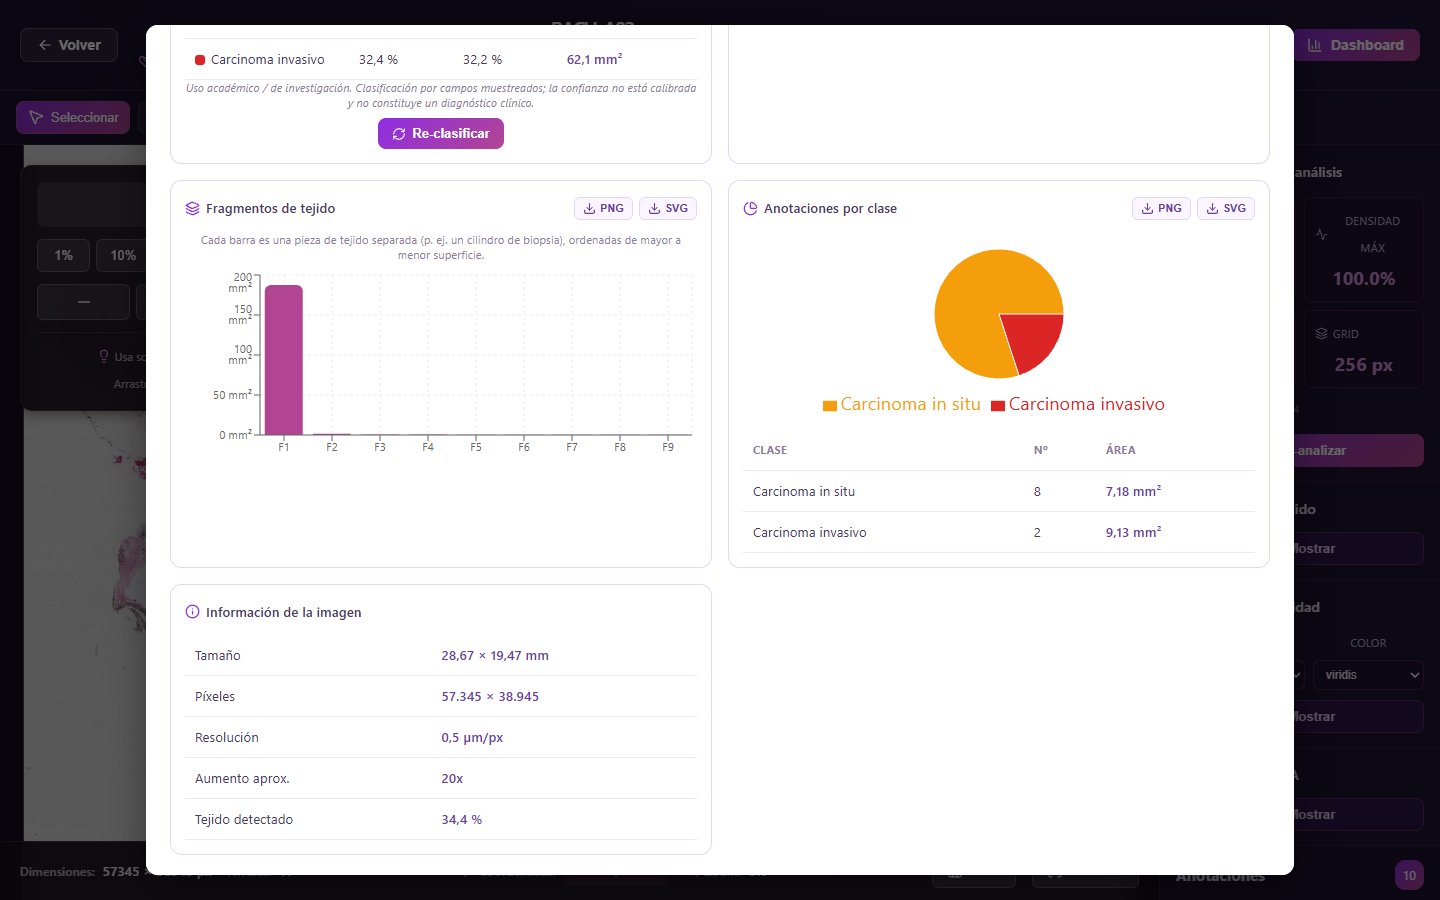 Volver
Dashboard
Seleccionar
Carcinoma invasivo 32,4 % 32,2 % 62,1 mm²
Uso académico / de investigación. Clasificación por campos muestreados; la confianza no está calibrada
y no constituye un diagnóstico clínico.
Re-clasificar
Fragmentos de tejido PNG SVG
Cada barra es una pieza de tejido separada (p. ej. un cilindro de biopsia), ordenadas de mayor a
menor superficie.
200 mm²
150 mm²
100 mm²
50 mm²
0 mm²
F1 F2 F3 F4 F5 F6 F7 F8 F9
Anotaciones por clase PNG SVG
Carcinoma in situ Carcinoma invasivo
CLASE Nº ÁREA
Carcinoma in situ 8 7,18 mm²
Carcinoma invasivo 2 9,13 mm²
Información de la imagen
Tamaño 28,67 × 19,47 mm
Píxeles 57.345 × 38.945
Resolución 0,5 µm/px
Aumento aprox. 20x
Tejido detectado 34,4 %
1% 10%
Usa
Dimensiones: 57345
análisis
DENSIDAD
MÁX
100.0%
GRID
256 px
-analizar
COLOR
viridis
Anotaciones 10